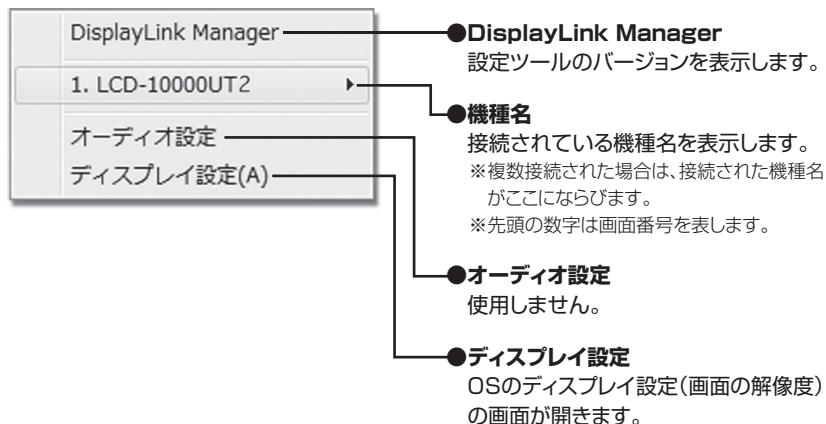 DisplayLink Manager
1. LCD-10000UT2
オーディオ設定
ディスプレイ設定(A)
●DisplayLink Manager
設定ツールのバージョンを表示します。
●機種名
接続されている機種名を表示します。
※複数接続された場合は、接続された機種名
がここにならびます。
※先頭の数字は画面番号を表します。
●オーディオ設定
使用しません。
●ディスプレイ設定
OSのディスプレイ設定(画面の解像度)
の画面が開きます。